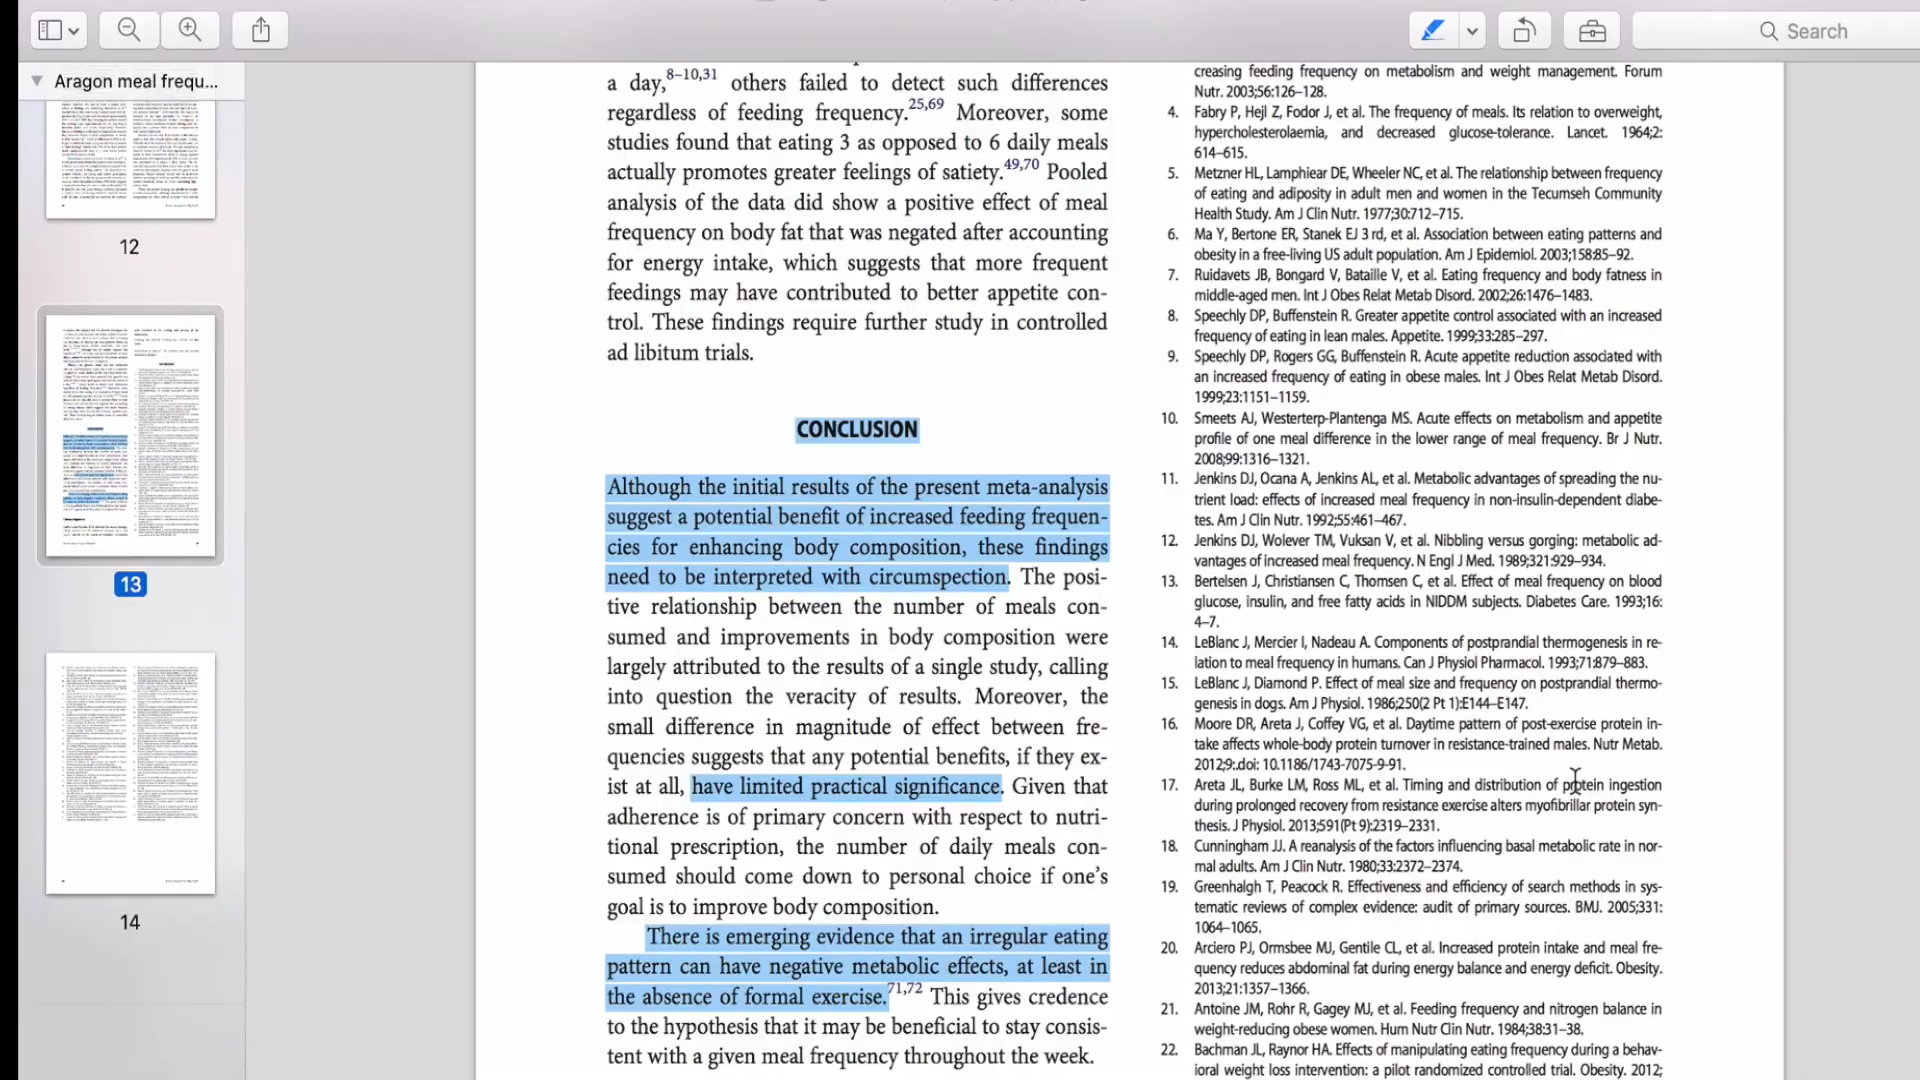 Search
Aragon meal frequ...
12
13
14
a day,8–10,31 others failed to detect such differences
regardless of feeding frequency.25,69 Moreover, some
studies found that eating 3 as opposed to 6 daily meals
actually promotes greater feelings of satiety.49,70 Pooled
analysis of the data did show a positive effect of meal
frequency on body fat that was negated after accounting
for energy intake, which suggests that more frequent
feedings may have contributed to better appetite con-
trol. These findings require further study in controlled
ad libitum trials.
CONCLUSION
Although the initial results of the present meta-analysis
suggest a potential benefit of increased feeding frequen-
cies for enhancing body composition, these findings
need to be interpreted with circumspection. The posi-
tive relationship between the number of meals con-
sumed and improvements in body composition were
largely attributed to the results of a single study, calling
into question the veracity of results. Moreover, the
small difference in magnitude of effect between fre-
quencies suggests that any potential benefits, if they ex-
ist at all, have limited practical significance. Given that
adherence is of primary concern with respect to nutri-
tional prescription, the number of daily meals con-
sumed should come down to personal choice if one's
goal is to improve body composition.
There is emerging evidence that an irregular eating
pattern can have negative metabolic effects, at least in
the absence of formal exercise.71,72 This gives credence
to the hypothesis that it may be beneficial to stay consis-
tent with a given meal frequency throughout the week.
creasing feeding frequency on metabolism and weight management. Forum
Nutr. 2003;56:126–128.
4. Fabry P, Hejl Z, Fodor J, et al. The frequency of meals. Its relation to overweight,
hypercholesterolaemia, and decreased glucose-tolerance. Lancet. 1964;2:
614–615.
5. Metzner HL, Lamphiear DE, Wheeler NC, et al. The relationship between frequency
of eating and adiposity in adult men and women in the Tecumseh Community
Health Study. Am J Clin Nutr. 1977;30:712–715.
6. Ma Y, Bertone ER, Stanek EJ 3 rd, et al. Association between eating patterns and
obesity in a free-living US adult population. Am J Epidemiol. 2003;158:85–92.
7. Ruidavets JB, Bongard V, Bataille V, et al. Eating frequency and body fatness in
middle-aged men. Int J Obes Relat Metab Disord. 2002;26:1476–1483.
8. Speechly DP, Buffenstein R. Greater appetite control associated with an increased
frequency of eating in lean males. Appetite. 1999;33:285–297.
9. Speechly DP, Rogers GG, Buffenstein R. Acute appetite reduction associated with
an increased frequency of eating in obese males. Int J Obes Relat Metab Disord.
1999;23:1151–1159.
10. Smeets AJ, Westerterp-Plantenga MS. Acute effects on metabolism and appetite
profile of one meal difference in the lower range of meal frequency. Br J Nutr.
2008;99:1316–1321.
11. Jenkins DJ, Ocana A, Jenkins AL, et al. Metabolic advantages of spreading the nu-
trient load: effects of increased meal frequency in non-insulin-dependent diabe-
tes. Am J Clin Nutr. 1992;55:461–467.
12. Jenkins DJ, Wolever TM, Vuksan V, et al. Nibbling versus gorging: metabolic ad-
vantages of increased meal frequency. N Engl J Med. 1989;321:929–934.
13. Bertelsen J, Christiansen C, Thomsen C, et al. Effect of meal frequency on blood
glucose, insulin, and free fatty acids in NIDDM subjects. Diabetes Care. 1993;16:
4–7.
14. LeBlanc J, Mercier I, Nadeau A. Components of postprandial thermogenesis in re-
lation to meal frequency in humans. Can J Physiol Pharmacol. 1993;71:879–883.
15. LeBlanc J, Diamond P. Effect of meal size and frequency on postprandial thermo-
genesis in dogs. Am J Physiol. 1986;250(2 Pt 1):E144–E147.
16. Moore DR, Areta J, Coffey VG, et al. Daytime pattern of post-exercise protein in-
take affects whole-body protein turnover in resistance-trained males. Nutr Metab.
2012;9:.doi: 10.1186/1743-7075-9-91.
17. Areta JL, Burke LM, Ross ML, et al. Timing and distribution of protein ingestion
during prolonged recovery from resistance exercise alters myofibrillar protein syn-
thesis. J Physiol. 2013;591(Pt 9):2319–2331.
18. Cunningham JJ. A reanalysis of the factors influencing basal metabolic rate in nor-
mal adults. Am J Clin Nutr. 1980;33:2372–2374.
19. Greenhalgh T, Peacock R. Effectiveness and efficiency of search methods in sys-
tematic reviews of complex evidence: audit of primary sources. BMJ. 2005;331:
1064–1065.
20. Arciero PJ, Ormsbee MJ, Gentile CL, et al. Increased protein intake and meal fre-
quency reduces abdominal fat during energy balance and energy deficit. Obesity.
2013;21:1357–1366.
21. Antoine JM, Rohr R, Gagey MJ, et al. Feeding frequency and nitrogen balance in
weight-reducing obese women. Hum Nutr Clin Nutr. 1984;38:31–38.
22. Bachman JL, Raynor HA. Effects of manipulating eating frequency during a behav-
ioral weight loss intervention: a pilot randomized controlled trial. Obesity. 2012;